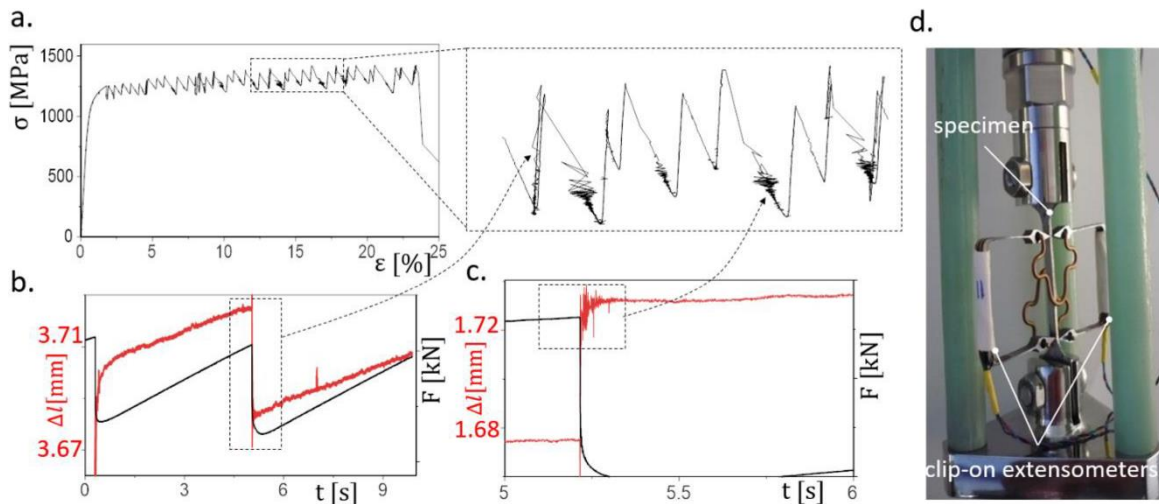 a.
σ [MPa]
1500
1000
500
0
0 5 10 15 20 25
ε [%]
b.
3.71
Δl[mm]
3.67
F [kN]
0 3 6 9
t [s]
c.
1.72
Δl[mm]
1.68
F [kN]
5 5.5 6
t [s]
d.
specimen
clip-on extensometers